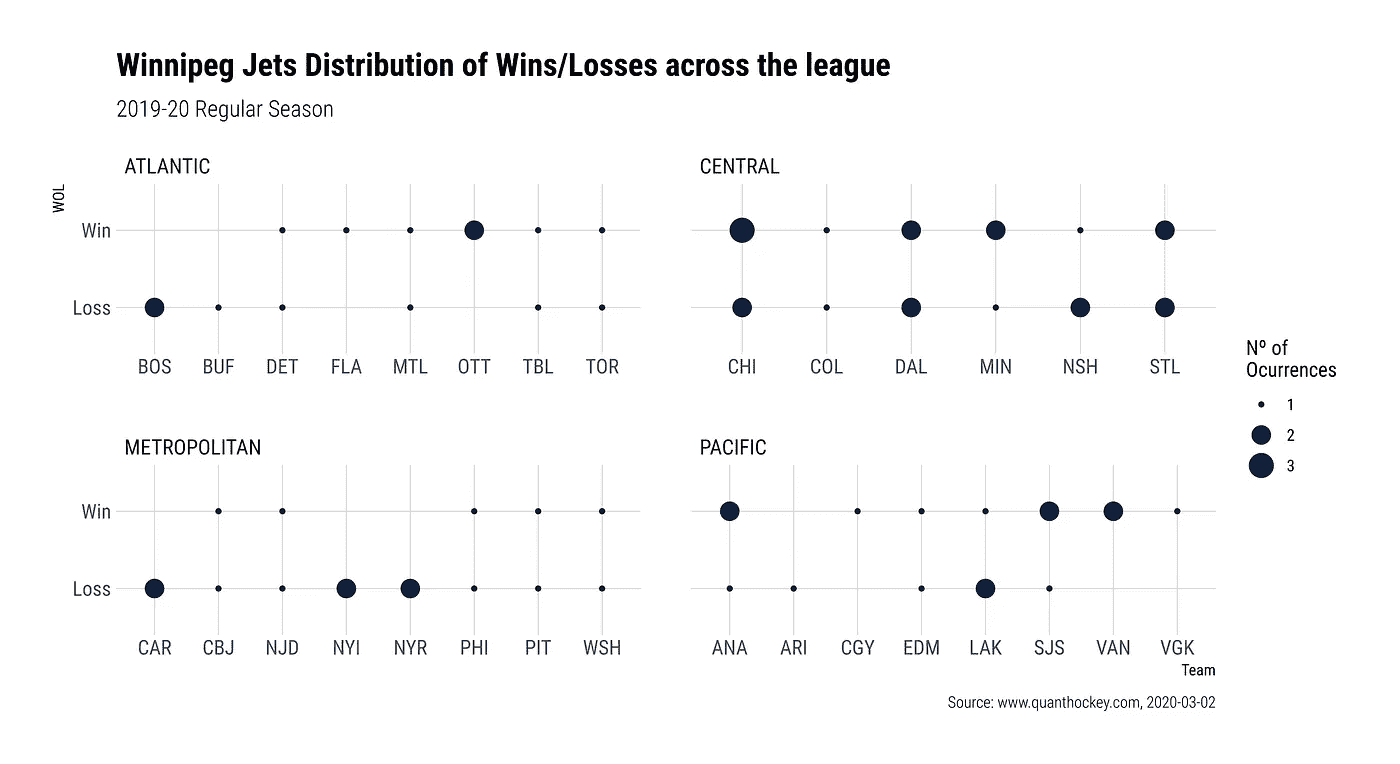 Winnipeg Jets Distribution of Wins/Losses across the league
2019-20 Regular Season
ATLANTIC
CENTRAL
WOL
Win
Loss
BOS BUF DET FLA MTL OTT TBL TOR
CHI COL DAL MIN NSH STL
Nº of
Ocurrences
1
2
3
METROPOLITAN
PACIFIC
Win
Loss
CAR CBJ NJD NYI NYR PHI PIT WSH
ANA ARI CGY EDM LAK SJS VAN VGK
Team
Source: www.quanthockey.com, 2020-03-02